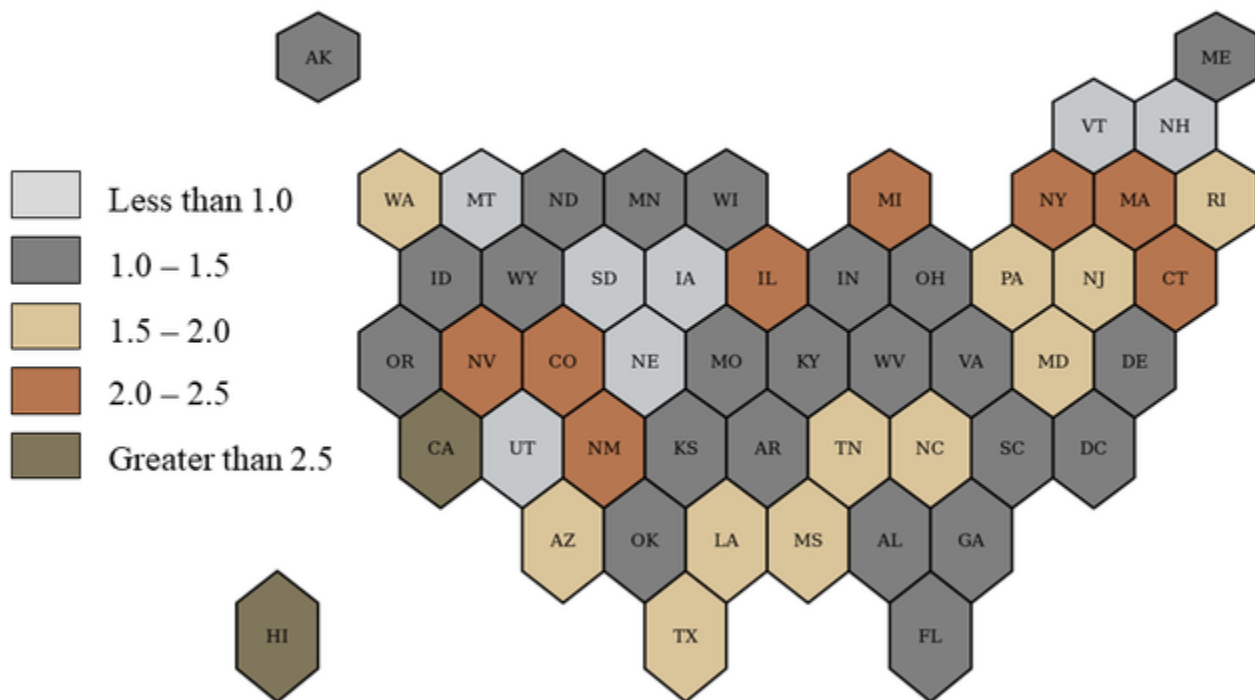 AK
ME
VT NH
Less than 1.0
1.0 – 1.5
1.5 – 2.0
2.0 – 2.5
Greater than 2.5
WA MT ND MN WI MI NY MA RI
ID WY SD IA IL IN OH PA NJ CT
OR NV CO NE MO KY WV VA MD DE
CA UT NM KS AR TN NC SC DC
AZ OK LA MS AL GA
HI TX FL